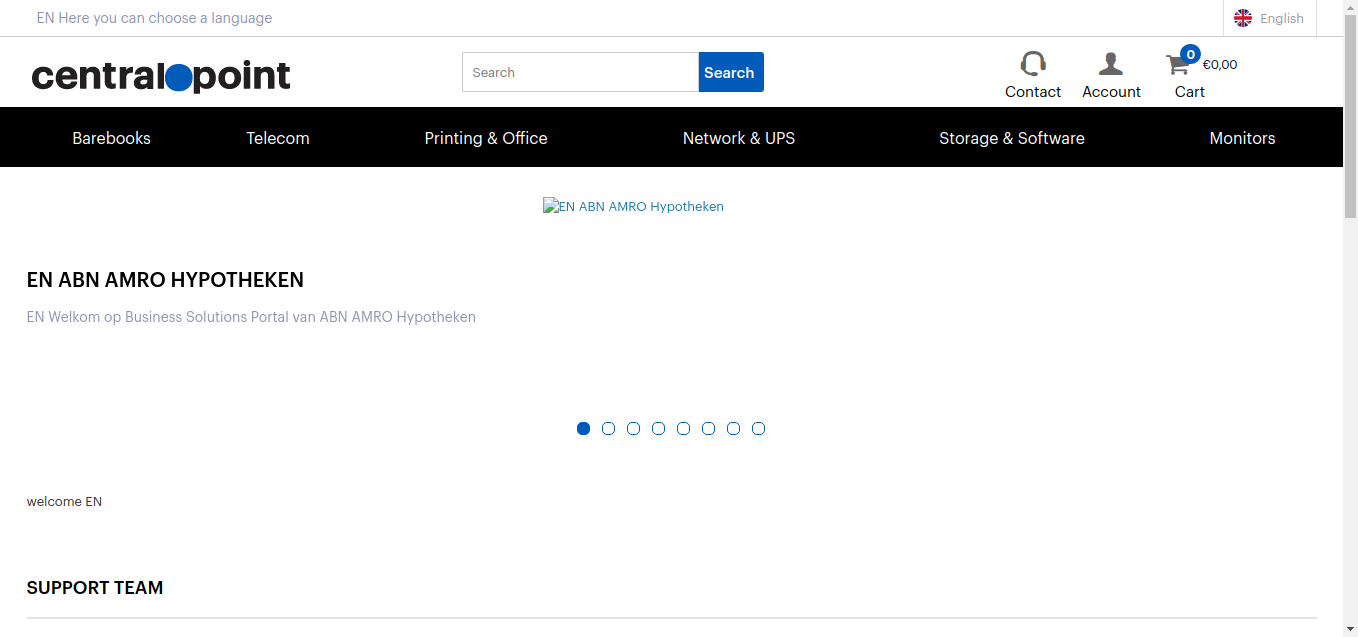 EN Here you can choose a language
English
centralpoint
Search
Search
Contact
Account
0
€0,00
Cart
Barebooks
Telecom
Printing & Office
Network & UPS
Storage & Software
Monitors
EN ABN AMRO Hypotheken
EN ABN AMRO HYPOTHEKEN
EN Welkom op Business Solutions Portal van ABN AMRO Hypotheken
welcome EN
SUPPORT TEAM